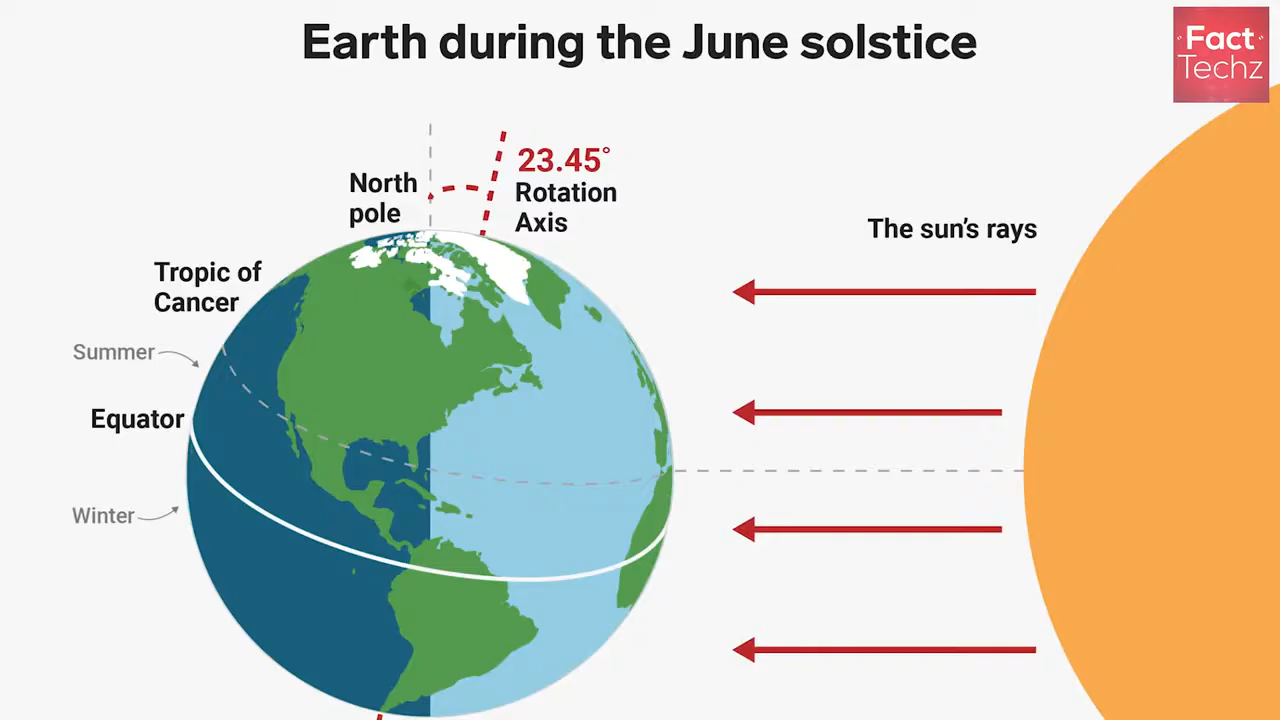 Earth during the June solstice
Fact
Techz
23.45°
Rotation
Axis
North
pole
The sun's rays
Tropic of
Cancer
Summer
Equator
Winter